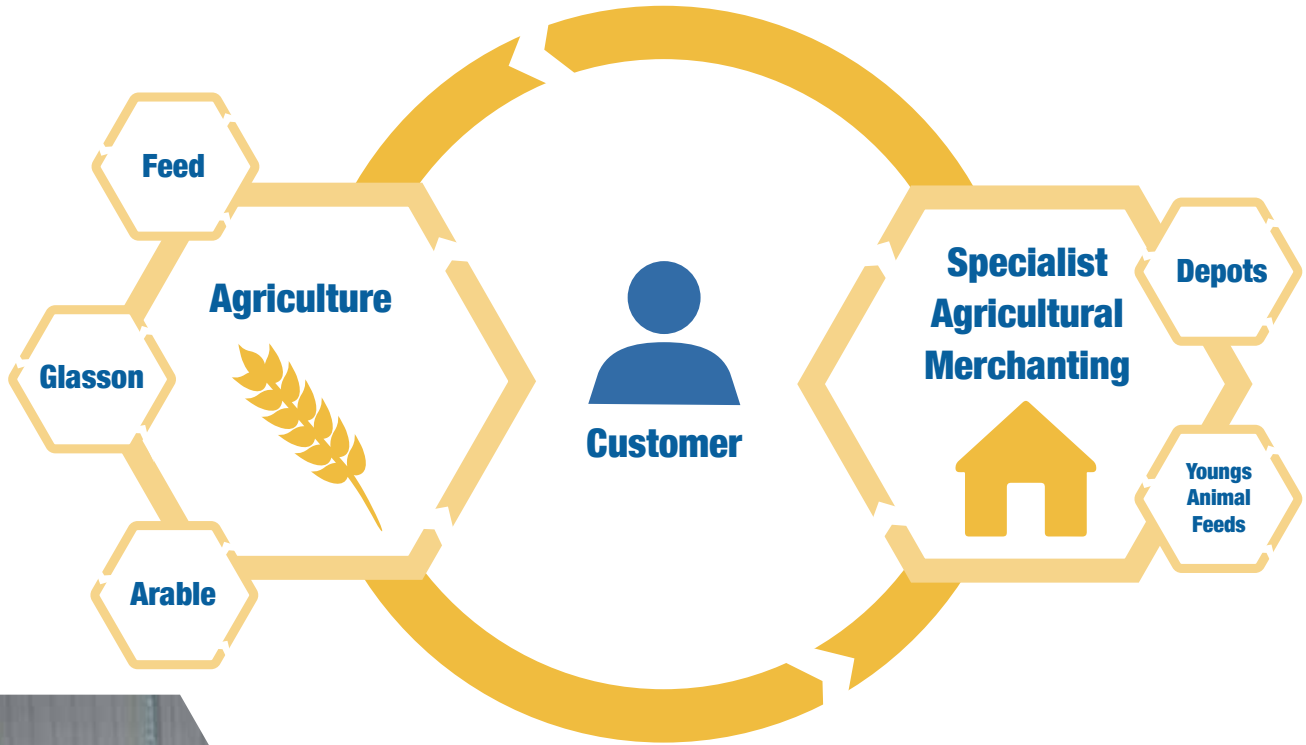 Feed
Agriculture
Glasson
Arable
Customer
Specialist
Agricultural
Merchanting
Depots
Youngs
Animal
Feeds